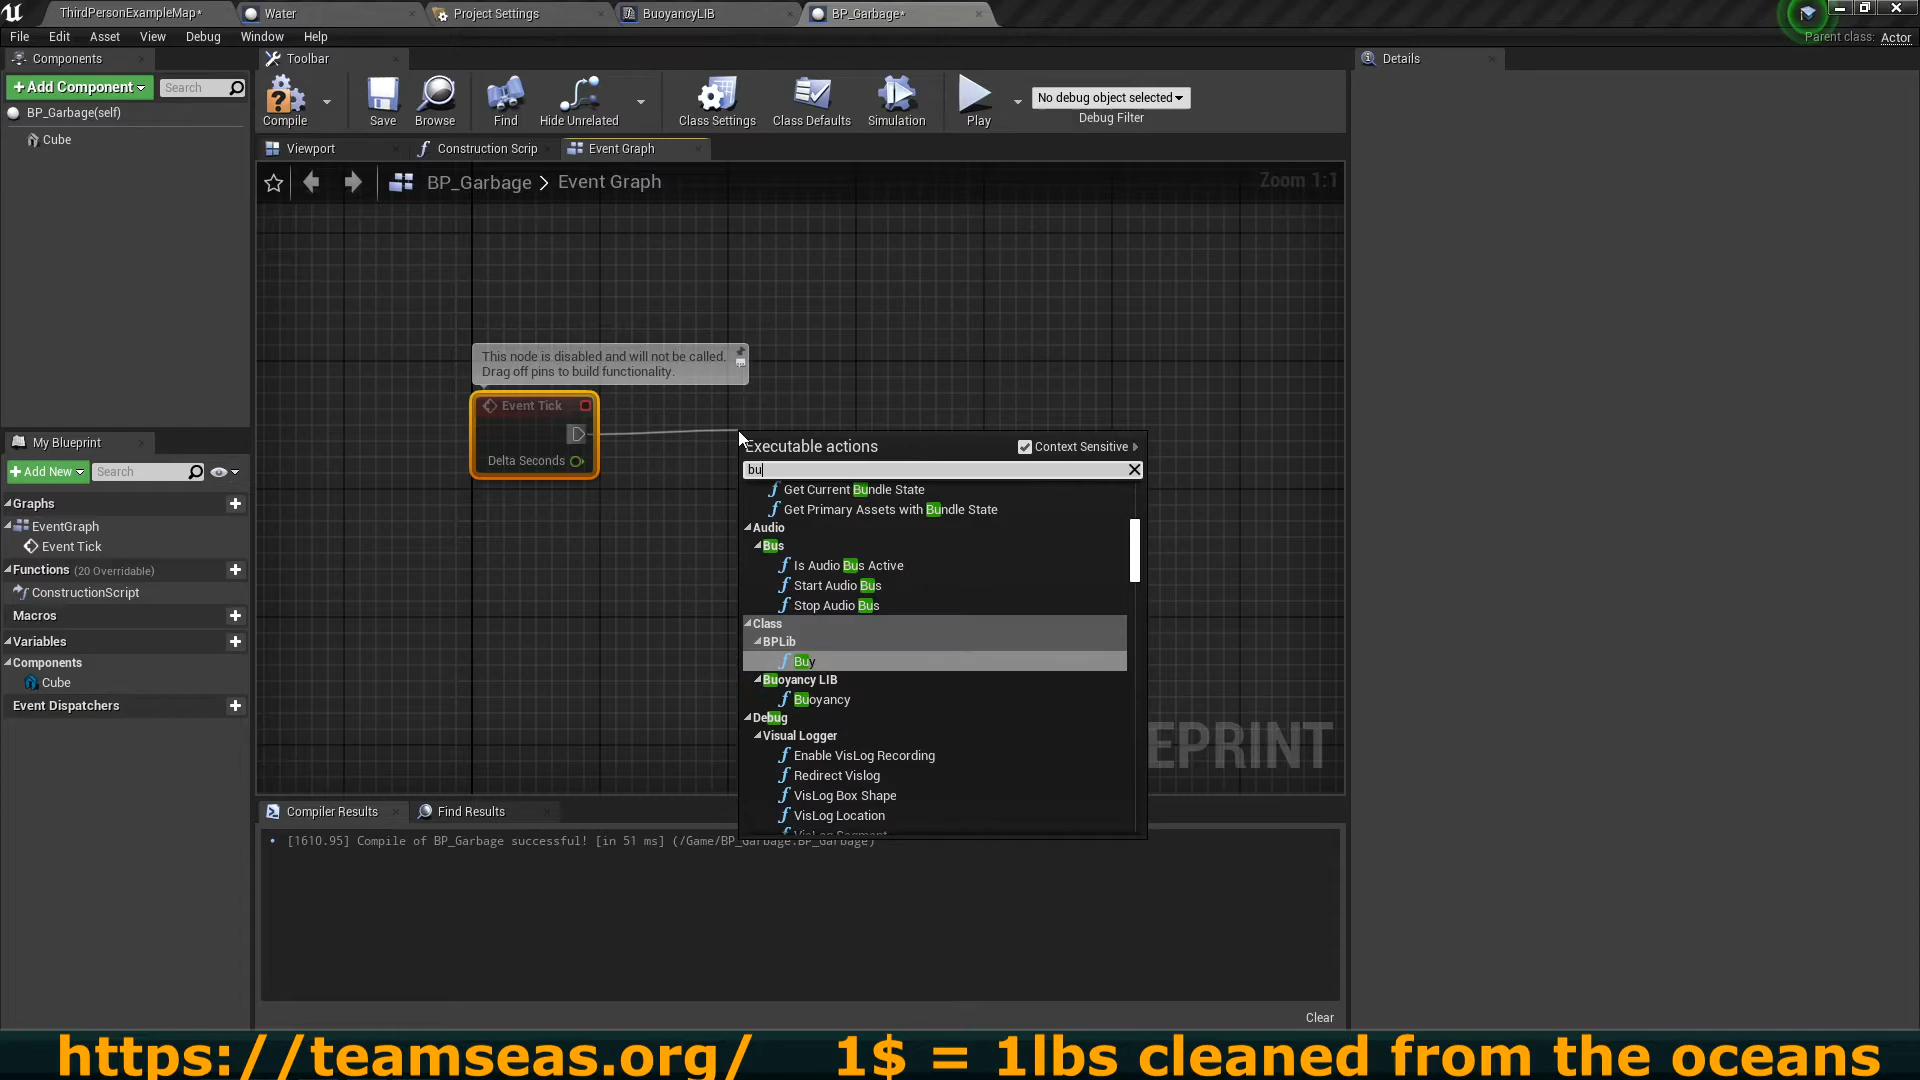 ThirdPersonExampleMap*
Water
Project Settings
BuoyancyLIB
BP_Garbage*
File Edit Asset View Debug Window Help
Parent class: Actor
Components
Toolbar
Details
+Add Component
Search
BP_Garbage(self)
Cube
Compile
Save
Browse
Find
Hide Unrelated
Class Settings
Class Defaults
Simulation
Play
No debug object selected
Debug Filter
Viewport
Construction Scrip
Event Graph
BP_Garbage > Event Graph
Zoom 1:1
This node is disabled and will not be called.
Drag off pins to build functionality.
Event Tick
Delta Seconds
Executable actions
Context Sensitive
bu
Get Current Bundle State
Get Primary Assets with Bundle State
Audio
Bus
Is Audio Bus Active
Start Audio Bus
Stop Audio Bus
Class
BPLib
Buy
Buoyancy LIB
Buoyancy
Debug
Visual Logger
Enable VisLog Recording
Redirect Vislog
VisLog Box Shape
VisLog Location
VisLog Segment
EPRINT
My Blueprint
+Add New
Search
Graphs
EventGraph
Event Tick
Functions (20 Overridable)
ConstructionScript
Macros
Variables
Components
Cube
Event Dispatchers
Compiler Results
Find Results
[1610.95] Compile of BP_Garbage successful! [in 51 ms] (/Game/BP_Garbage.BP_Garbage)
Clear
https://teamseas.org/ 1$ = 1lbs cleaned from the oceans